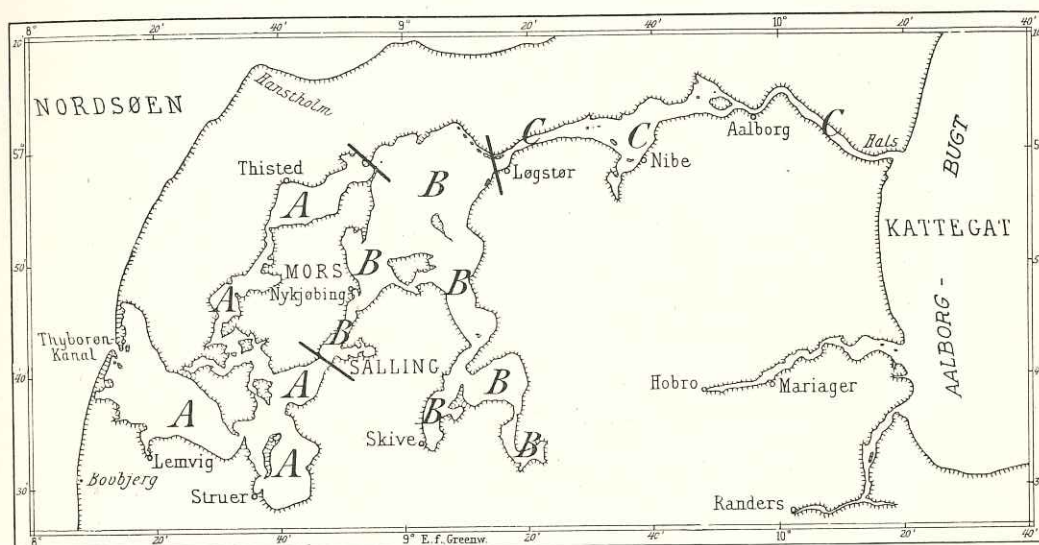 8° 20' 40' 9° 20' 40' 10° 20' 40'
10'
NORDSØEN
Hanstholm
57°
Thisted
A
B
C
Løgstør
C
Nibe
Aalborg
C
Hals
BUGT
KATTEGAT
AALBORG-
50'
MORS
Nykjøbing
A
B
B
B
Thyborøn-
Kanal
40'
SALLING
A
A
B
B
B
Hobro
Mariager
Skive
Lemvig
Bovbjerg
A
Struer
30'
Randers
8° 20' 40' 9° E.f. Greenw. 20' 40' 10° 20' 40'